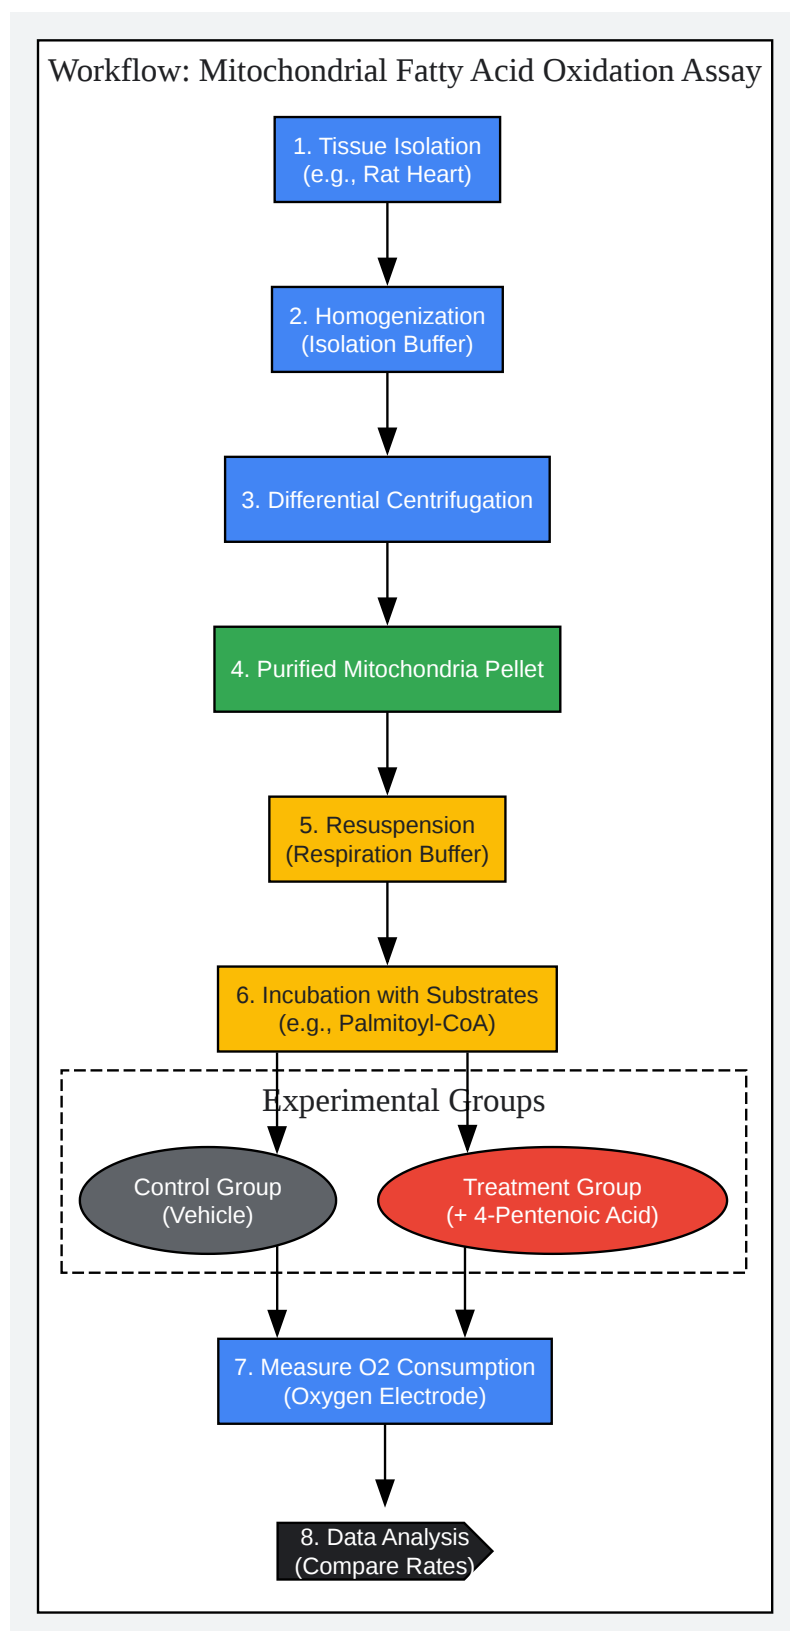 Workflow: Mitochondrial Fatty Acid Oxidation Assay
1. Tissue Isolation
(e.g., Rat Heart)
2. Homogenization
(Isolation Buffer)
3. Differential Centrifugation
4. Purified Mitochondria Pellet
5. Resuspension
(Respiration Buffer)
6. Incubation with Substrates
(e.g., Palmitoyl-CoA)
Experimental Groups
Control Group
(Vehicle)
Treatment Group
(+ 4-Pentenoic Acid)
7. Measure O2 Consumption
(Oxygen Electrode)
8. Data Analysis
(Compare Rates)